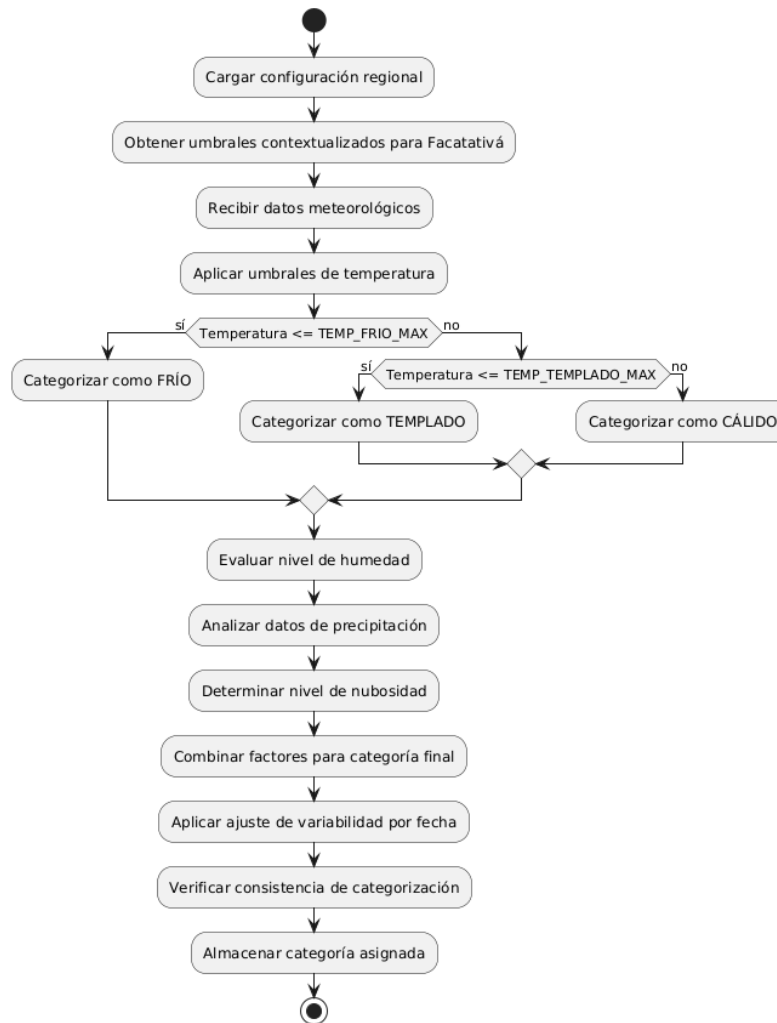 Cargar configuración regional
Obtener umbrales contextualizados para Facatativá
Recibir datos meteorológicos
Aplicar umbrales de temperatura
sí
Temperatura <= TEMP_FRIO_MAX
no
Categorizar como FRÍO
sí
Temperatura <= TEMP_TEMPLADO_MAX
no
Categorizar como TEMPLADO
Categorizar como CÁLIDO
Evaluar nivel de humedad
Analizar datos de precipitación
Determinar nivel de nubosidad
Combinar factores para categoría final
Aplicar ajuste de variabilidad por fecha
Verificar consistencia de categorización
Almacenar categoría asignada